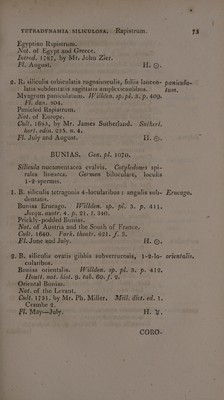 TETRADYNAMIA SILICULOSA. Rapistrum. 73
Egyptian Rapistrum.
Nat. of Egypt and Greece.
Introd. 1787, by Mr. John Zier.
Fl. August. H. ☉.
2. R. siliculis orbiculatis rugosiusculis, foliis lanceo- panicula-
latis subdentatis sagittatis amplexicaulibus. tum.
Myagrum paniculatum. Willden. sp. pl. 3. p. 409.
Fl. dan. 204.
Panicled Rapistrum.
Nat. of Europe.
Cult. 1683, by Mr. James Sutherland. Sutherl.
hort. edin. 235. n. 4.
Fl. July and August. H. ☉.
BUNIAS. Gen. pl. 1070.
Silicula mucrometacea ovalvis. Cotyledones spi-
rales lineares. Germen biloculare, loculis
1-2-spermis.
1. B. siliculis tetragonis 4-locularibus: angulis sub- Erucago.
dentatis.
Bunias Erucago. Willden. sp. pl. 3. p. 411.
Jacqu. austr. 4. p. 21. t. 340.
Prickly-podded Bunias.
Nat. of Austria and the South of France.
Cult. 1640. Park. theatr. 821. f. 2.
Fl. June and July. H. ☉.
2. B. siliculis ovatis gibbis subverrucosis, 1-2-lo- orientalis.
cularibus.
Bunias orientalis. Willden. sp. pl. 3. p. 412.
Houtt. nat. hist. 9. tab. 60. f. 2.
Oriental Bunias.
Nat. of the Levant.
Cult. 1731, by Mr. Ph. Miller. Mill. dict. ed. 1.
Crambe 2.
Fl. May—July. H. ♃.
CORO-